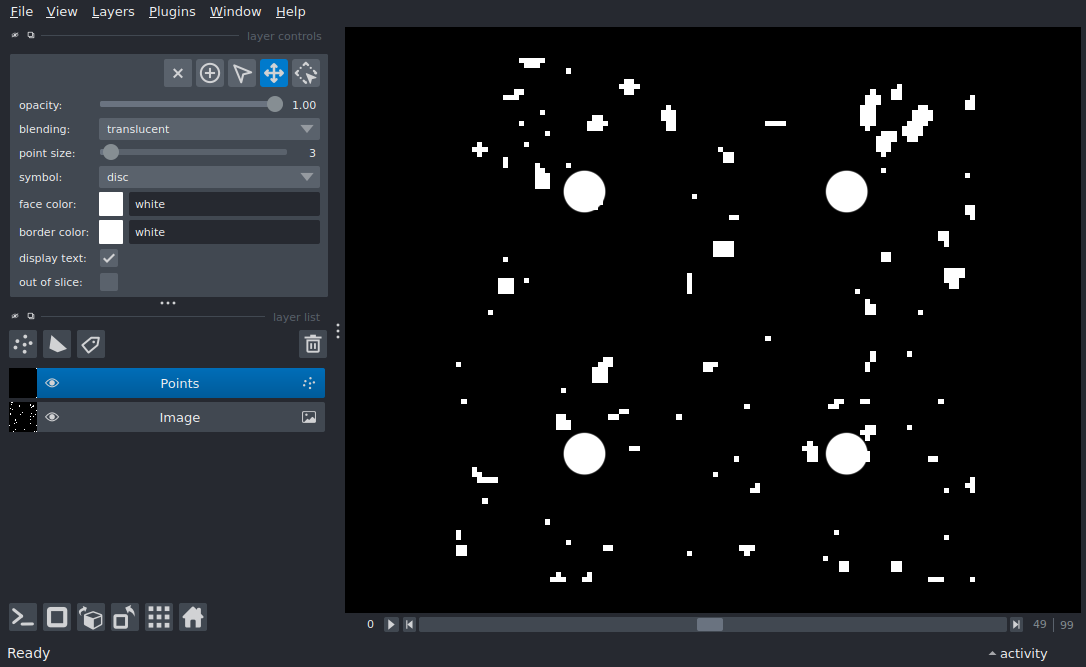 File View Layers Plugins Window Help
layer controls
opacity: 1.00
blending: translucent
point size: 3
symbol: disc
face color: white
border color: white
display text:
out of slice:
layer list
Points
Image
0 49 99
Ready activity